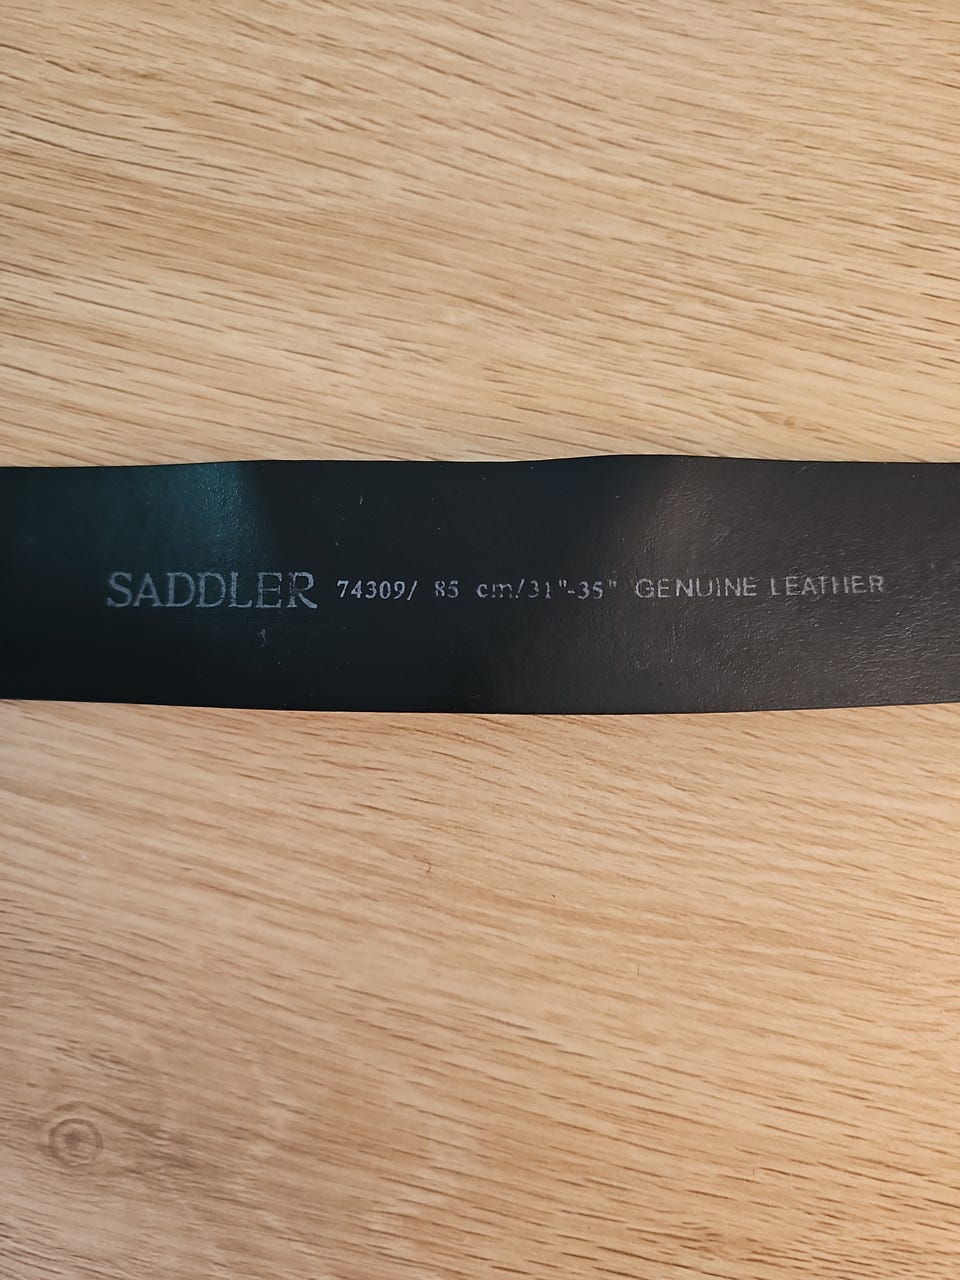 SADDLER 74309/ 85 cm/31"-35" GENUINE LEATHER